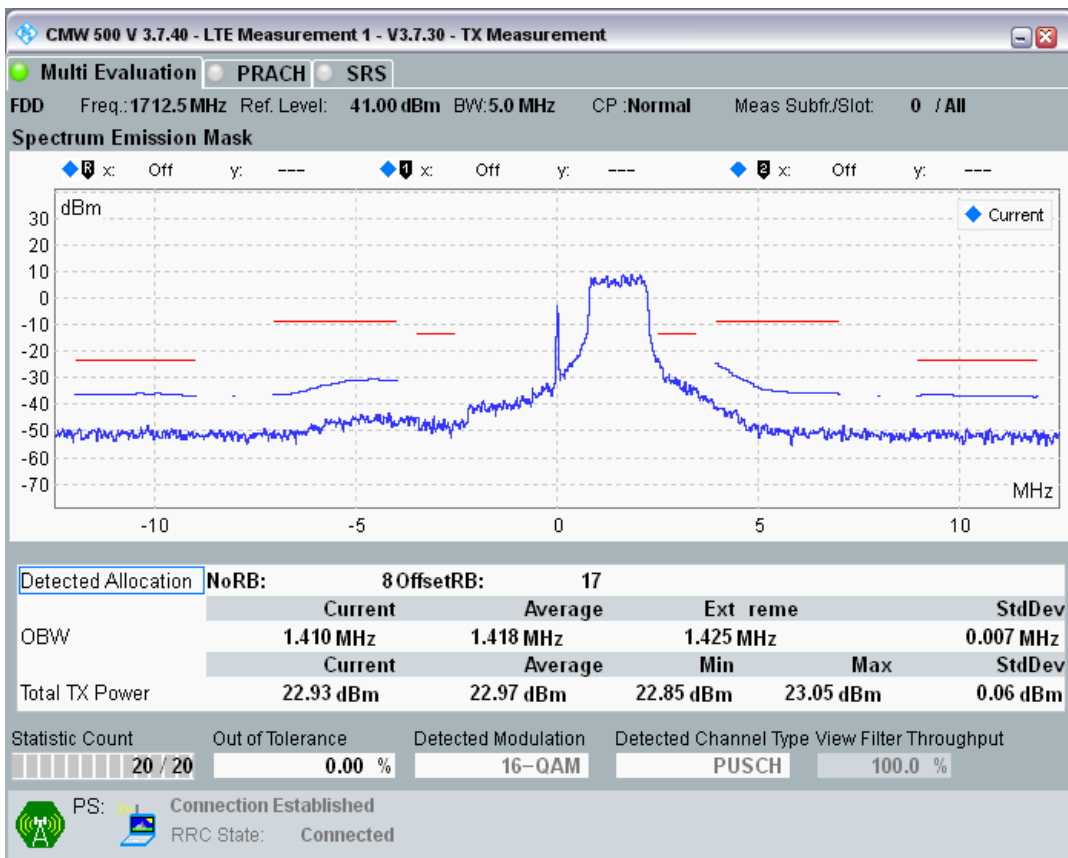 CMW 500 V 3.7.40 - LTE Measurement 1 - V3.7.30 - TX Measurement
Multi Evaluation PRACH SRS
FDD Freq.:1712.5 MHz Ref. Level: 41.00 dBm BW:5.0 MHz CP :Normal Meas Subfr./Slot: 0 / All
Spectrum Emission Mask
R x: Off y: --- 1 x: Off y: --- 2 x: Off y: ---
dBm
Current
30
20
10
0
-10
-20
-30
-40
-50
-60
-70
MHz
-10 -5 0 5 10
Detected Allocation NoRB: 8 OffsetRB: 17
Current Average Ext reme StdDev
OBW 1.410 MHz 1.418 MHz 1.425 MHz 0.007 MHz
Current Average Min Max StdDev
Total TX Power 22.93 dBm 22.97 dBm 22.85 dBm 23.05 dBm 0.06 dBm
Statistic Count Out of Tolerance Detected Modulation Detected Channel Type View Filter Throughput
20 / 20 0.00 % 16-QAM PUSCH 100.0 %
PS: Connection Established
RRC State: Connected